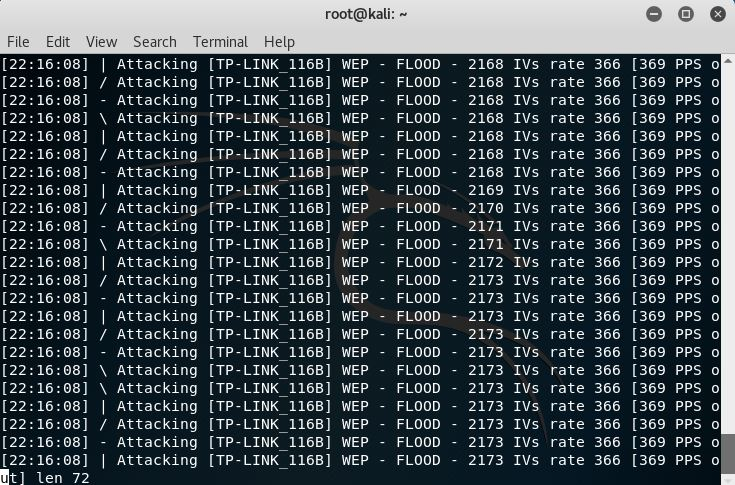 root@kali: ~
File Edit View Search Terminal Help
[22:16:08] | Attacking [TP-LINK_116B] WEP - FLOOD - 2168 IVs rate 366 [369 PPS o
[22:16:08] / Attacking [TP-LINK_116B] WEP - FLOOD - 2168 IVs rate 366 [369 PPS o
[22:16:08] - Attacking [TP-LINK_116B] WEP - FLOOD - 2168 IVs rate 366 [369 PPS o
[22:16:08] \ Attacking [TP-LINK_116B] WEP - FLOOD - 2168 IVs rate 366 [369 PPS o
[22:16:08] | Attacking [TP-LINK_116B] WEP - FLOOD - 2168 IVs rate 366 [369 PPS o
[22:16:08] / Attacking [TP-LINK_116B] WEP - FLOOD - 2168 IVs rate 366 [369 PPS o
[22:16:08] - Attacking [TP-LINK_116B] WEP - FLOOD - 2168 IVs rate 366 [369 PPS o
[22:16:08] | Attacking [TP-LINK_116B] WEP - FLOOD - 2169 IVs rate 366 [369 PPS o
[22:16:08] / Attacking [TP-LINK_116B] WEP - FLOOD - 2170 IVs rate 366 [369 PPS o
[22:16:08] - Attacking [TP-LINK_116B] WEP - FLOOD - 2171 IVs rate 366 [369 PPS o
[22:16:08] \ Attacking [TP-LINK_116B] WEP - FLOOD - 2171 IVs rate 366 [369 PPS o
[22:16:08] | Attacking [TP-LINK_116B] WEP - FLOOD - 2172 IVs rate 366 [369 PPS o
[22:16:08] / Attacking [TP-LINK_116B] WEP - FLOOD - 2173 IVs rate 366 [369 PPS o
[22:16:08] - Attacking [TP-LINK_116B] WEP - FLOOD - 2173 IVs rate 366 [369 PPS o
[22:16:08] | Attacking [TP-LINK_116B] WEP - FLOOD - 2173 IVs rate 366 [369 PPS o
[22:16:08] / Attacking [TP-LINK_116B] WEP - FLOOD - 2173 IVs rate 366 [369 PPS o
[22:16:08] - Attacking [TP-LINK_116B] WEP - FLOOD - 2173 IVs rate 366 [369 PPS o
[22:16:08] \ Attacking [TP-LINK_116B] WEP - FLOOD - 2173 IVs rate 366 [369 PPS o
[22:16:08] \ Attacking [TP-LINK_116B] WEP - FLOOD - 2173 IVs rate 366 [369 PPS o
[22:16:08] | Attacking [TP-LINK_116B] WEP - FLOOD - 2173 IVs rate 366 [369 PPS o
[22:16:08] / Attacking [TP-LINK_116B] WEP - FLOOD - 2173 IVs rate 366 [369 PPS o
[22:16:08] - Attacking [TP-LINK_116B] WEP - FLOOD - 2173 IVs rate 366 [369 PPS o
[22:16:08] | Attacking [TP-LINK_116B] WEP - FLOOD - 2173 IVs rate 366 [369 PPS o
ut] len 72